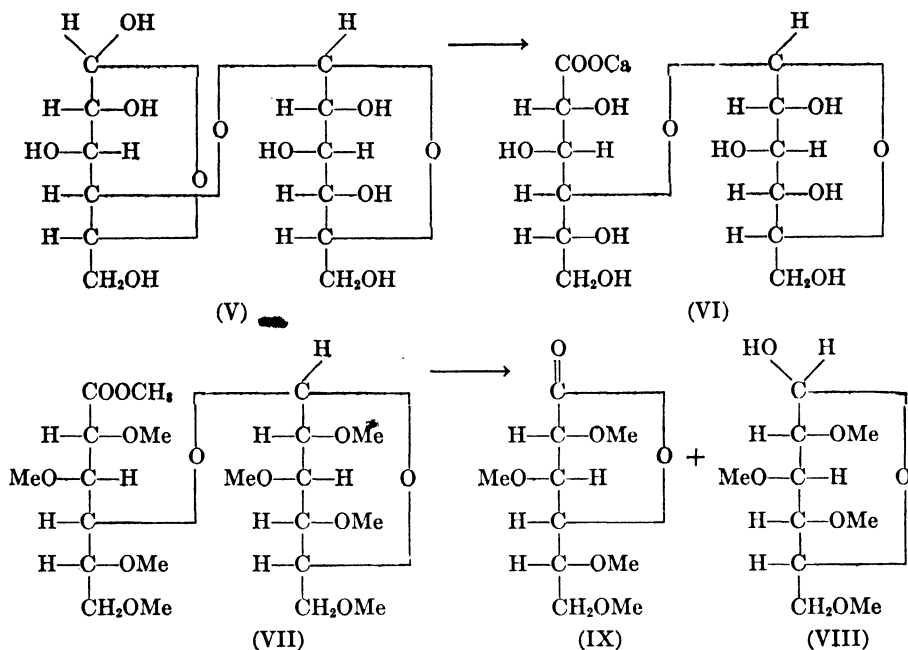 H OH H H
C C COOCa C
H—C—OH H—C—OH H—C—OH H—C—OH
O O
HO—C—H HO—C—H O HO—C—H HO—C—H O
O
H—C H—C—OH H—C H—C—OH
H—C H—C H—C—OH H—C
CH₂OH CH₂OH CH₂OH CH₂OH
(V) (VI)
H O HO H
COOCH₃ C C C
H—C—OMe H—C—OMe H—C—OMe H—C—OMe
O O +
MeO—C—H MeO—C—H O MeO—C—H MeO—C—H O
H—C H—C—OMe H—C H—C—OMe
H—C—OMe H—C H—C—OMe H—C
CH₂OMe CH₂OMe CH₂OMe CH₂OMe
(VII) (IX) (VIII)